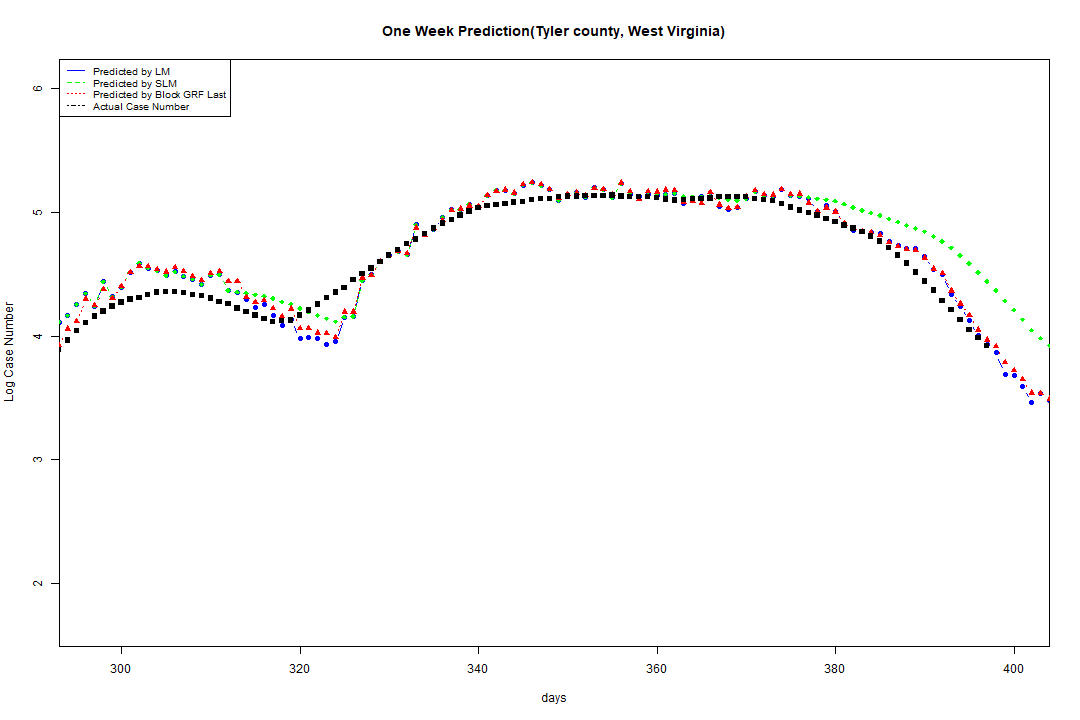 One Week Prediction(Tyler county, West Virginia)
Predicted by LM
Predicted by SLM
Predicted by Block GRF Last
Actual Case Number
6
5
4
3
2
Log Case Number
300 320 340 360 380 400
days